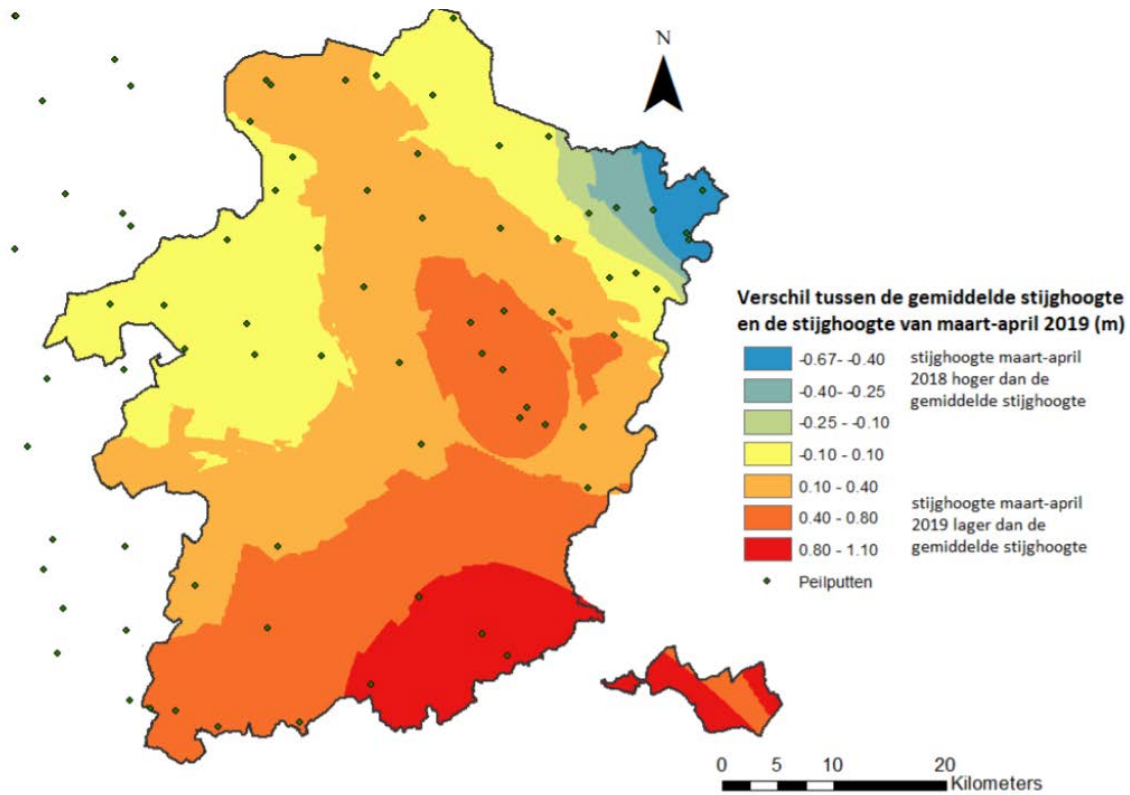 N
Verschil tussen de gemiddelde stijghoogte
en de stijghoogte van maart-april 2019 (m)
-0.67- -0.40
stijghoogte maart-april
2018 hoger dan de
gemiddelde stijghoogte
-0.40- -0.25
-0.25 - -0.10
-0.10 - 0.10
0.10 - 0.40
stijghoogte maart-april
2019 lager dan de
gemiddelde stijghoogte
0.40 - 0.80
0.80 - 1.10
Peilputten
0 5 10 20
Kilometers